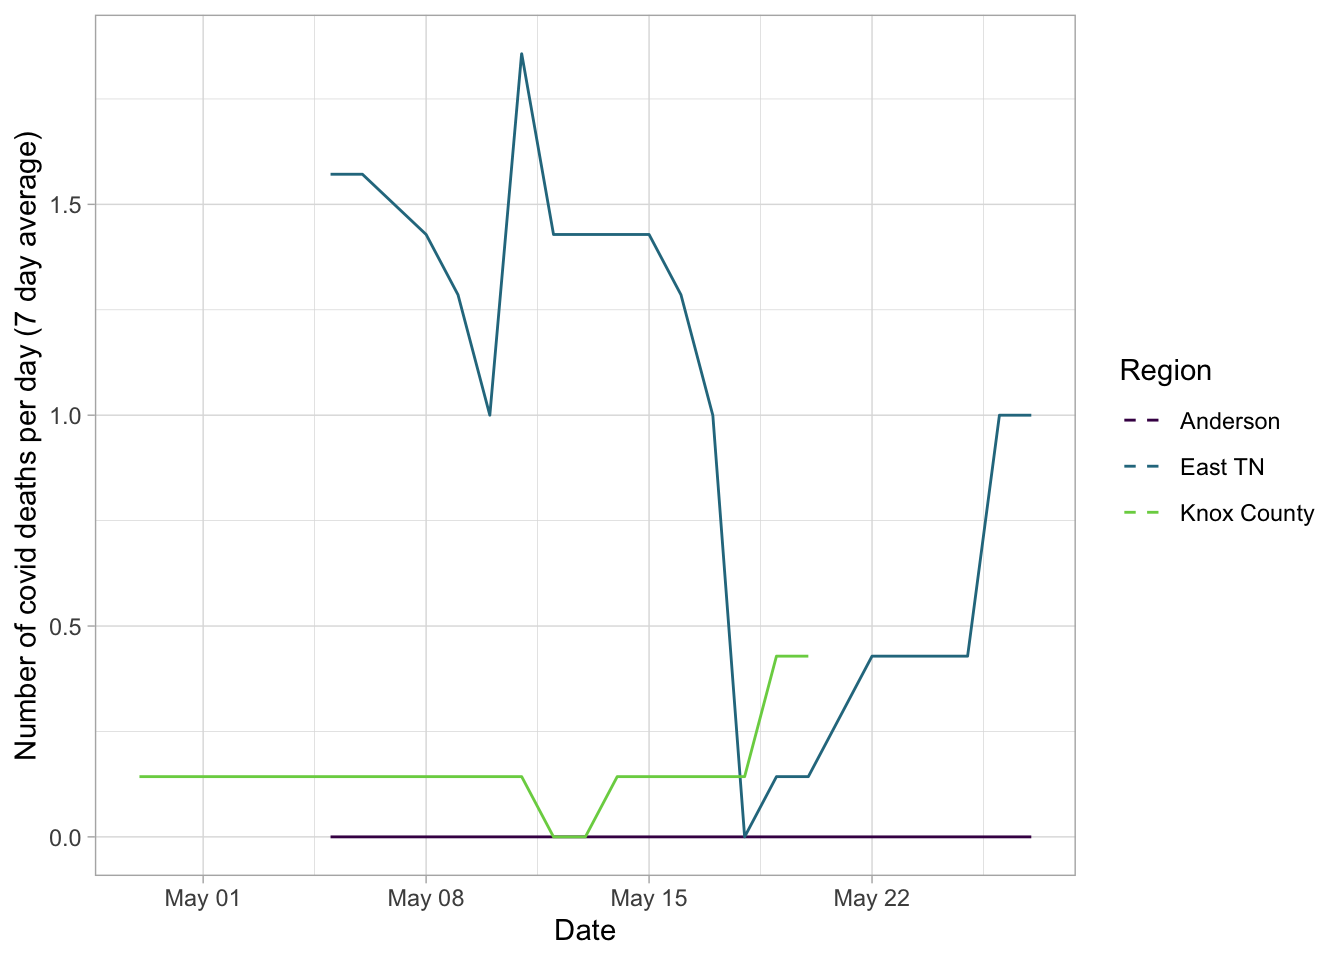 Number of covid deaths per day (7 day average)
1.5
1.0
0.5
0.0
May 01
May 08
May 15
May 22
Date
Region
Anderson
East TN
Knox County